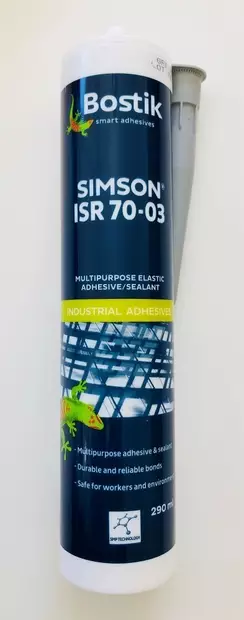 Bostik
smart adhesives
SIMSON®
ISR 70-03
MULTIPURPOSE ELASTIC
ADHESIVE/SEALANT
INDUSTRIAL ADHESIVES
- Multipurpose adhesive & sealant
- Durable and reliable bonds
- Safe for workers and environment
290 ml
SMP TECHNOLOGY